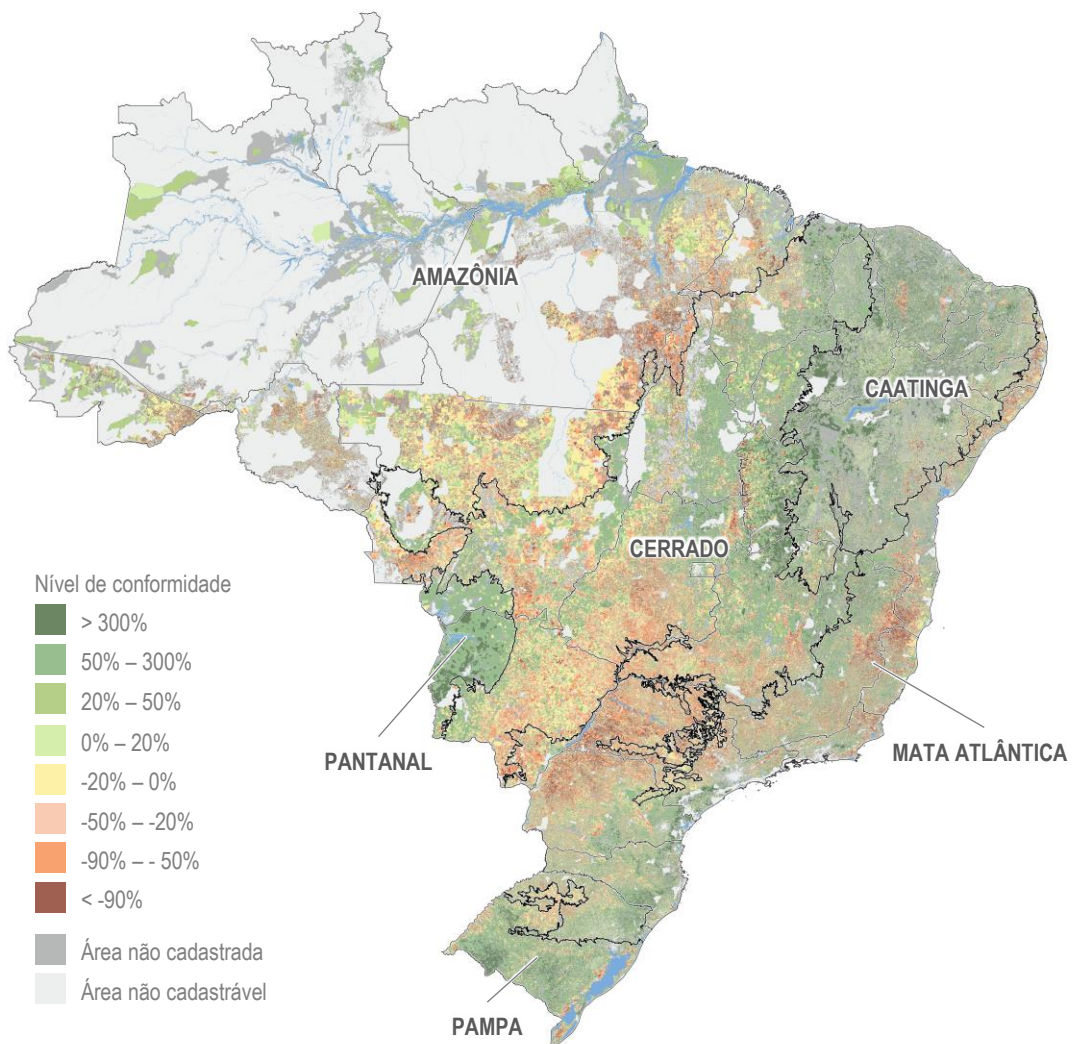 AMAZÔNIA
CAATINGA
CERRADO
Nível de conformidade
> 300%
50% – 300%
20% – 50%
0% – 20%
-20% – 0%
-50% – -20%
-90% – - 50%
< -90%
Área não cadastrada
Área não cadastrável
PANTANAL
MATA ATLÂNTICA
PAMPA